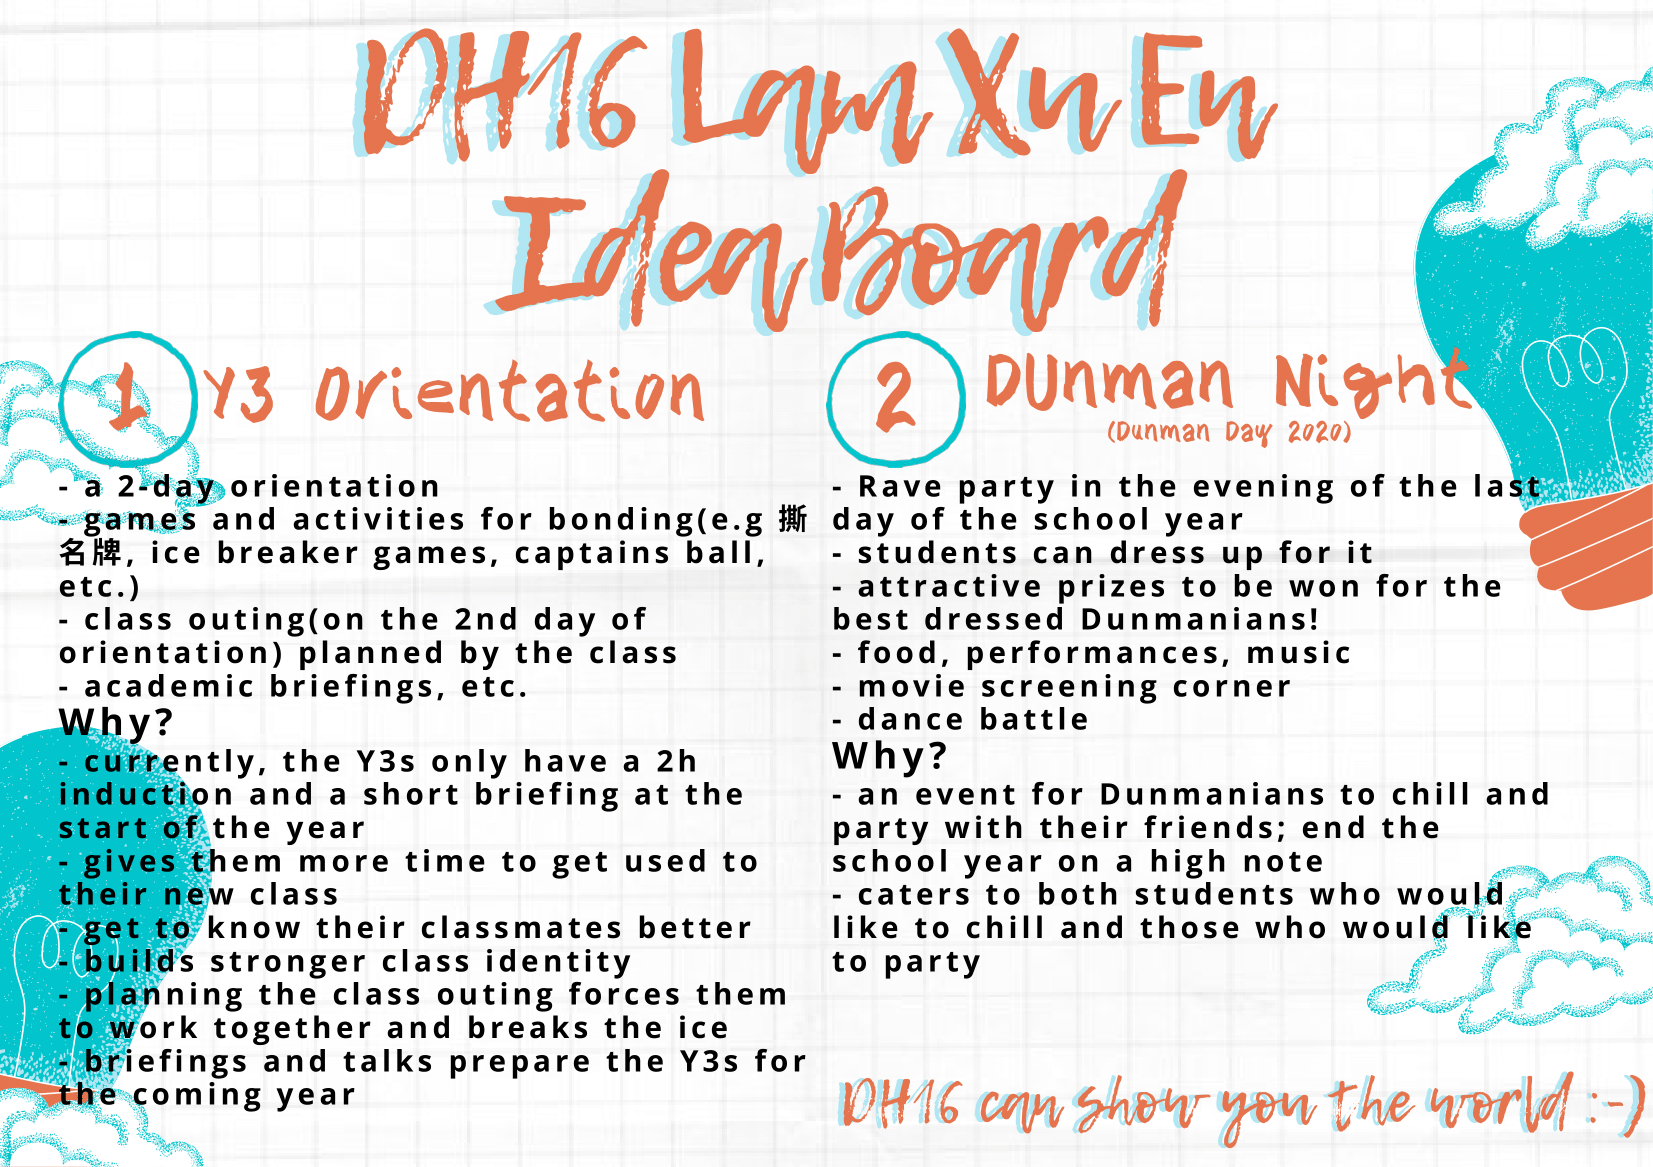 DH16 Lam Xu En
Idea Board
1 Y3 Orientation
- a 2-day orientation
- games and activities for bonding(e.g 撕
名牌, ice breaker games, captains ball,
etc.)
- class outing(on the 2nd day of
orientation) planned by the class
- academic briefings, etc.
Why?
- currently, the Y3s only have a 2h
induction and a short briefing at the
start of the year
- gives them more time to get used to
their new class
- get to know their classmates better
- builds stronger class identity
- planning the class outing forces them
to work together and breaks the ice
- briefings and talks prepare the Y3s for
the coming year
2 DUnman Night
(Dunman Day 2020)
- Rave party in the evening of the last
day of the school year
- students can dress up for it
- attractive prizes to be won for the
best dressed Dunmanians!
- food, performances, music
- movie screening corner
- dance battle
Why?
- an event for Dunmanians to chill and
party with their friends; end the
school year on a high note
- caters to both students who would
like to chill and those who would like
to party
DH16 can show you the world :-)